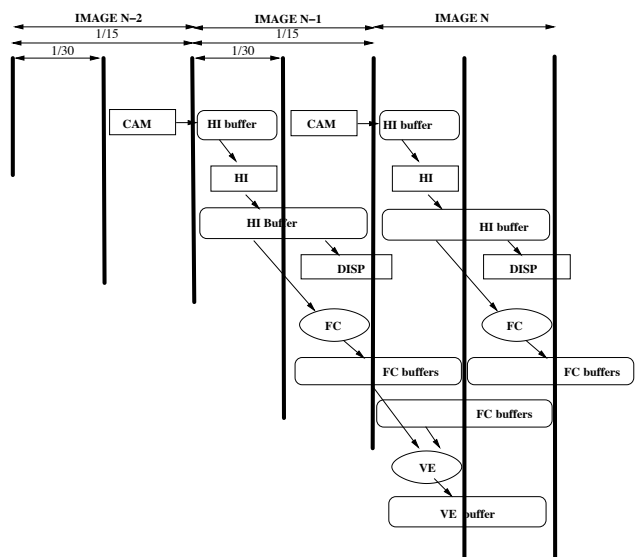 IMAGE N−2 IMAGE N−1 IMAGE N
1/15 1/15
1/30 1/30
CAM HI buffer CAM HI buffer
HI HI
HI Buffer HI buffer
DISP DISP
FC FC
FC buffers FC buffers
FC buffers
VE
VE buffer